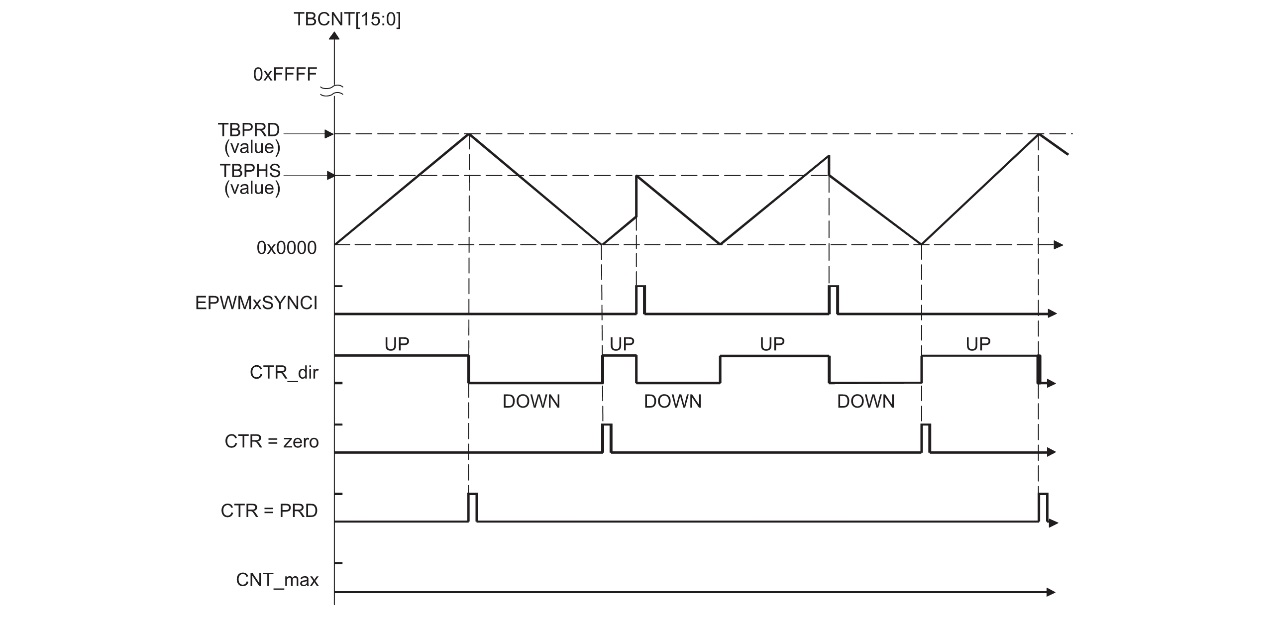 TBCNT[15:0]
0xFFFF
TBPRD
(value)
TBPHS
(value)
0x0000
EPWMxSYNCI
UP UP UP UP
CTR_dir
DOWN DOWN DOWN
CTR = zero
CTR = PRD
CNT_max